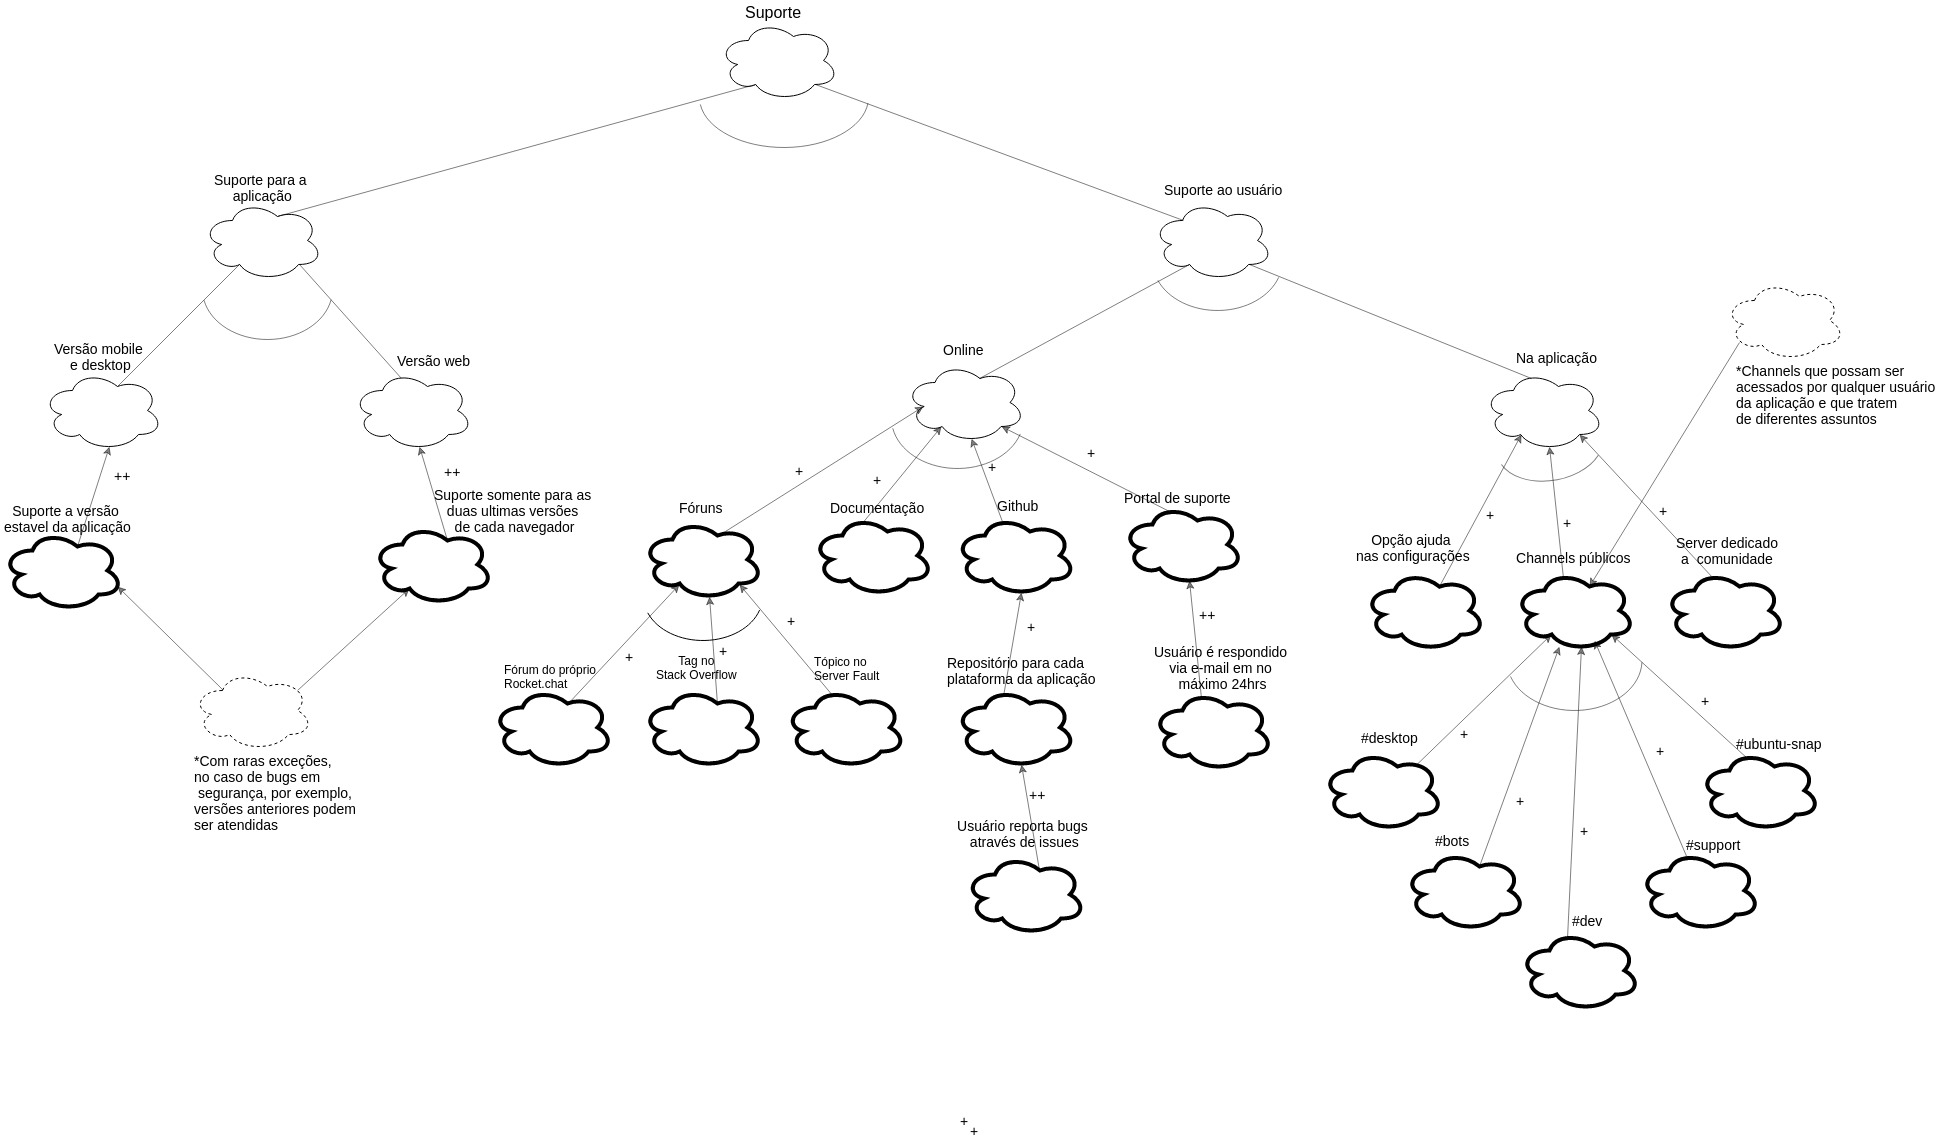 Suporte
Suporte para a
aplicação
Suporte ao usuário
Versão mobile
e desktop
Versão web
Online
Na aplicação
*Channels que possam ser
acessados por qualquer usuário
da aplicação e que tratem
de diferentes assuntos
++
++
+
+
+
+
Suporte a versão
estavel da aplicação
Suporte somente para as
duas ultimas versões
de cada navegador
Fóruns
Documentação
Github
Portal de suporte
+
+
+
Opção ajuda
nas configurações
Channels públicos
Server dedicado
a comunidade
+
+
+
+
++
Fórum do próprio
Rocket.chat
Tag no
Stack Overflow
Tópico no
Server Fault
Repositório para cada
plataforma da aplicação
Usuário é respondido
via e-mail em no
máximo 24hrs
*Com raras exceções,
no caso de bugs em
segurança, por exemplo,
versões anteriores podem
ser atendidas
++
Usuário reporta bugs
através de issues
+
+
+
+
+
#desktop
#ubuntu-snap
#bots
#support
#dev
+
+